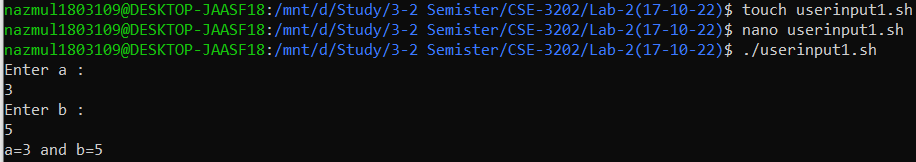 nazmul1803109@DESKTOP-JAASF18:/mnt/d/Study/3-2 Semister/CSE-3202/Lab-2(17-10-22)$ touch userinput1.sh
nazmul1803109@DESKTOP-JAASF18:/mnt/d/Study/3-2 Semister/CSE-3202/Lab-2(17-10-22)$ nano userinput1.sh
nazmul1803109@DESKTOP-JAASF18:/mnt/d/Study/3-2 Semister/CSE-3202/Lab-2(17-10-22)$ ./userinput1.sh
Enter a :
3
Enter b :
5
a=3 and b=5